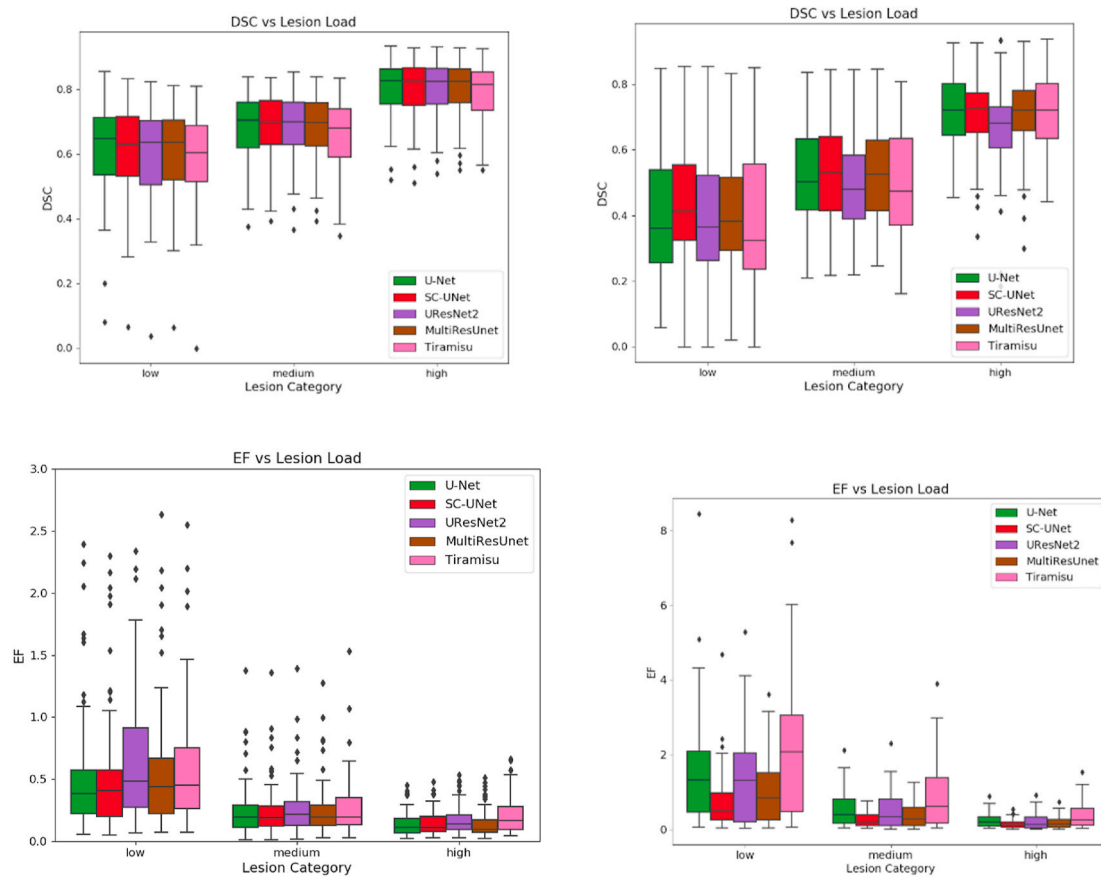 DSC vs Lesion Load
DSC
0.8
0.6
0.4
0.2
0.0
U-Net
SC-UNet
UResNet2
MultiResUnet
Tiramisu
low
medium
high
Lesion Category
DSC vs Lesion Load
DSC
0.8
0.6
0.4
0.2
0.0
U-Net
SC-UNet
UResNet2
MultiResUnet
Tiramisu
low
medium
high
Lesion Category
EF vs Lesion Load
EF
3.0
2.5
2.0
1.5
1.0
0.5
0.0
U-Net
SC-UNet
UResNet2
MultiResUnet
Tiramisu
low
medium
high
Lesion Category
EF vs Lesion Load
EF
8
6
4
2
0
U-Net
SC-UNet
UResNet2
MultiResUnet
Tiramisu
low
medium
high
Lesion Category